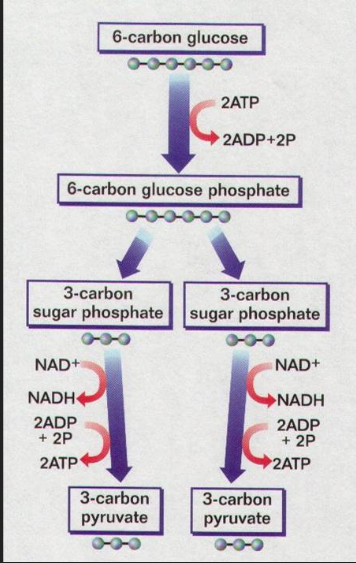 6-carbon glucose
2ATP
2ADP+2P
6-carbon glucose phosphate
3-carbon
sugar phosphate
3-carbon
sugar phosphate
NAD+
NADH
2ADP
+ 2P
2ATP
NAD+
NADH
2ADP
+ 2P
2ATP
3-carbon
pyruvate
3-carbon
pyruvate